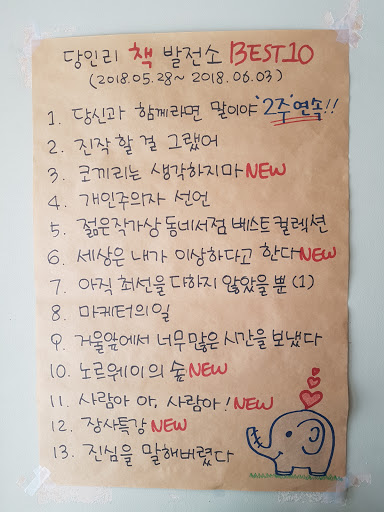 당인리 책 발전소 BEST10
(2018.05.28~ 2018.06.03)
1. 당신과 함께라면 말이야 '2주'연속!!
2. 진작 할 걸 그랬어
3. 코끼리는 생각하지마 NEW
4. 개인주의자 선언
5. 젊은작가상 동네서점 베스트 컬렉션
6. 세상은 내가 이상하다고 한다 NEW
7. 아직 최선을 다하지 않았을 뿐 (1)
8. 마케터의 일
9. 거울앞에서 너무 많은 시간을 보냈다
10. 노르웨이의 숲 NEW
11. 사람아 아, 사람아! NEW
12. 장사특강 NEW
13. 진심을 말해버렸다